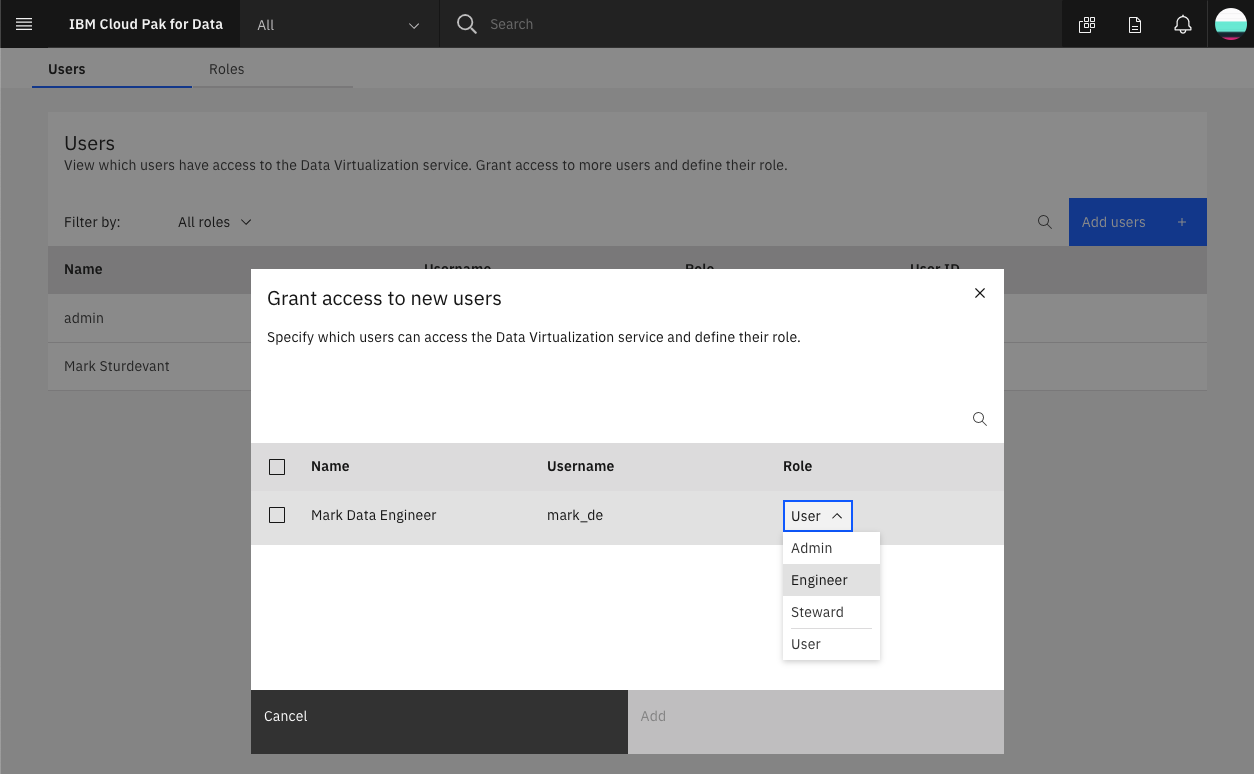 IBM Cloud Pak for Data
All
Search
Users
Roles
Users
View which users have access to the Data Virtualization service. Grant access to more users and define their role.
Filter by:
All roles
Add users +
Name
Username
Role
User ID
admin
Mark Sturdevant
Grant access to new users
Specify which users can access the Data Virtualization service and define their role.
Name
Username
Role
Mark Data Engineer
mark_de
User
Admin
Engineer
Steward
User
Cancel
Add